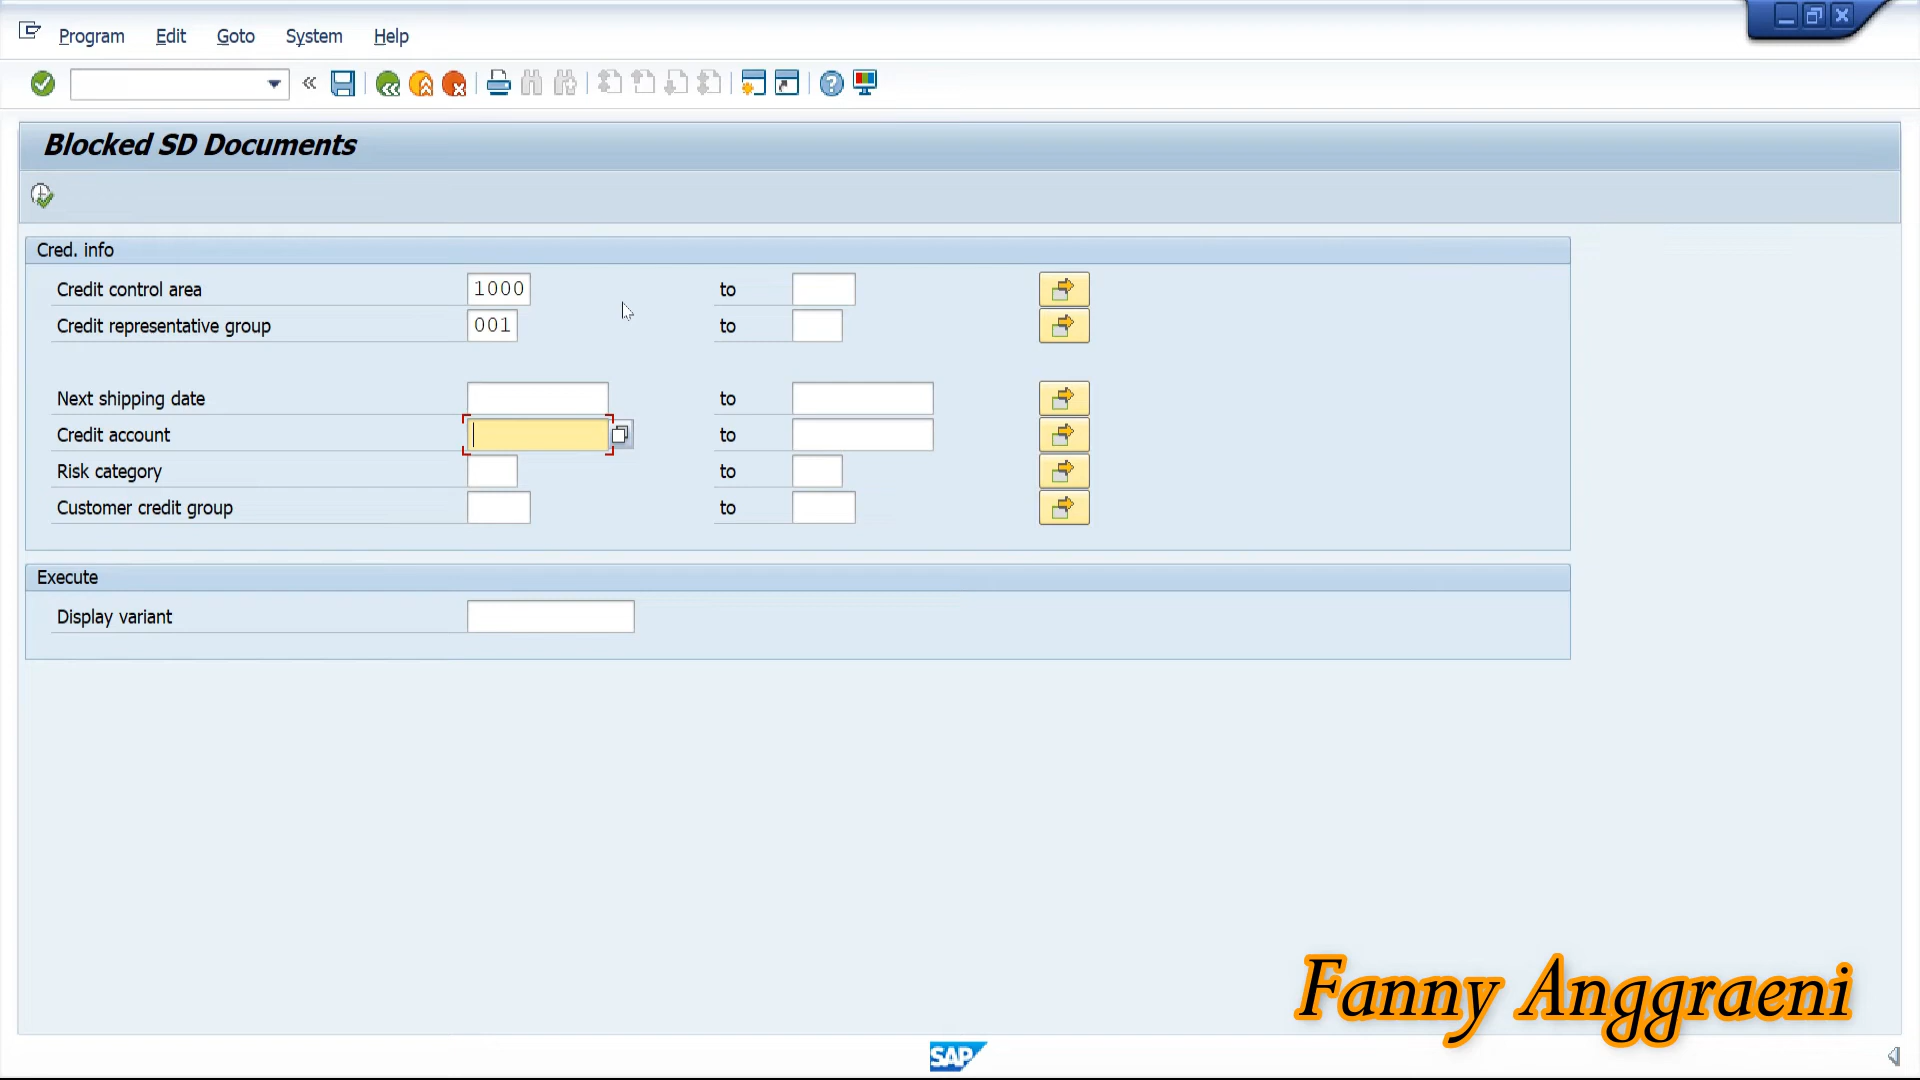 Program Edit Goto System Help
Blocked SD Documents
Cred. info
Credit control area 1000 to
Credit representative group 001 to
Next shipping date to
Credit account to
Risk category to
Customer credit group to
Execute
Display variant
Fanny Anggraeni
SAP